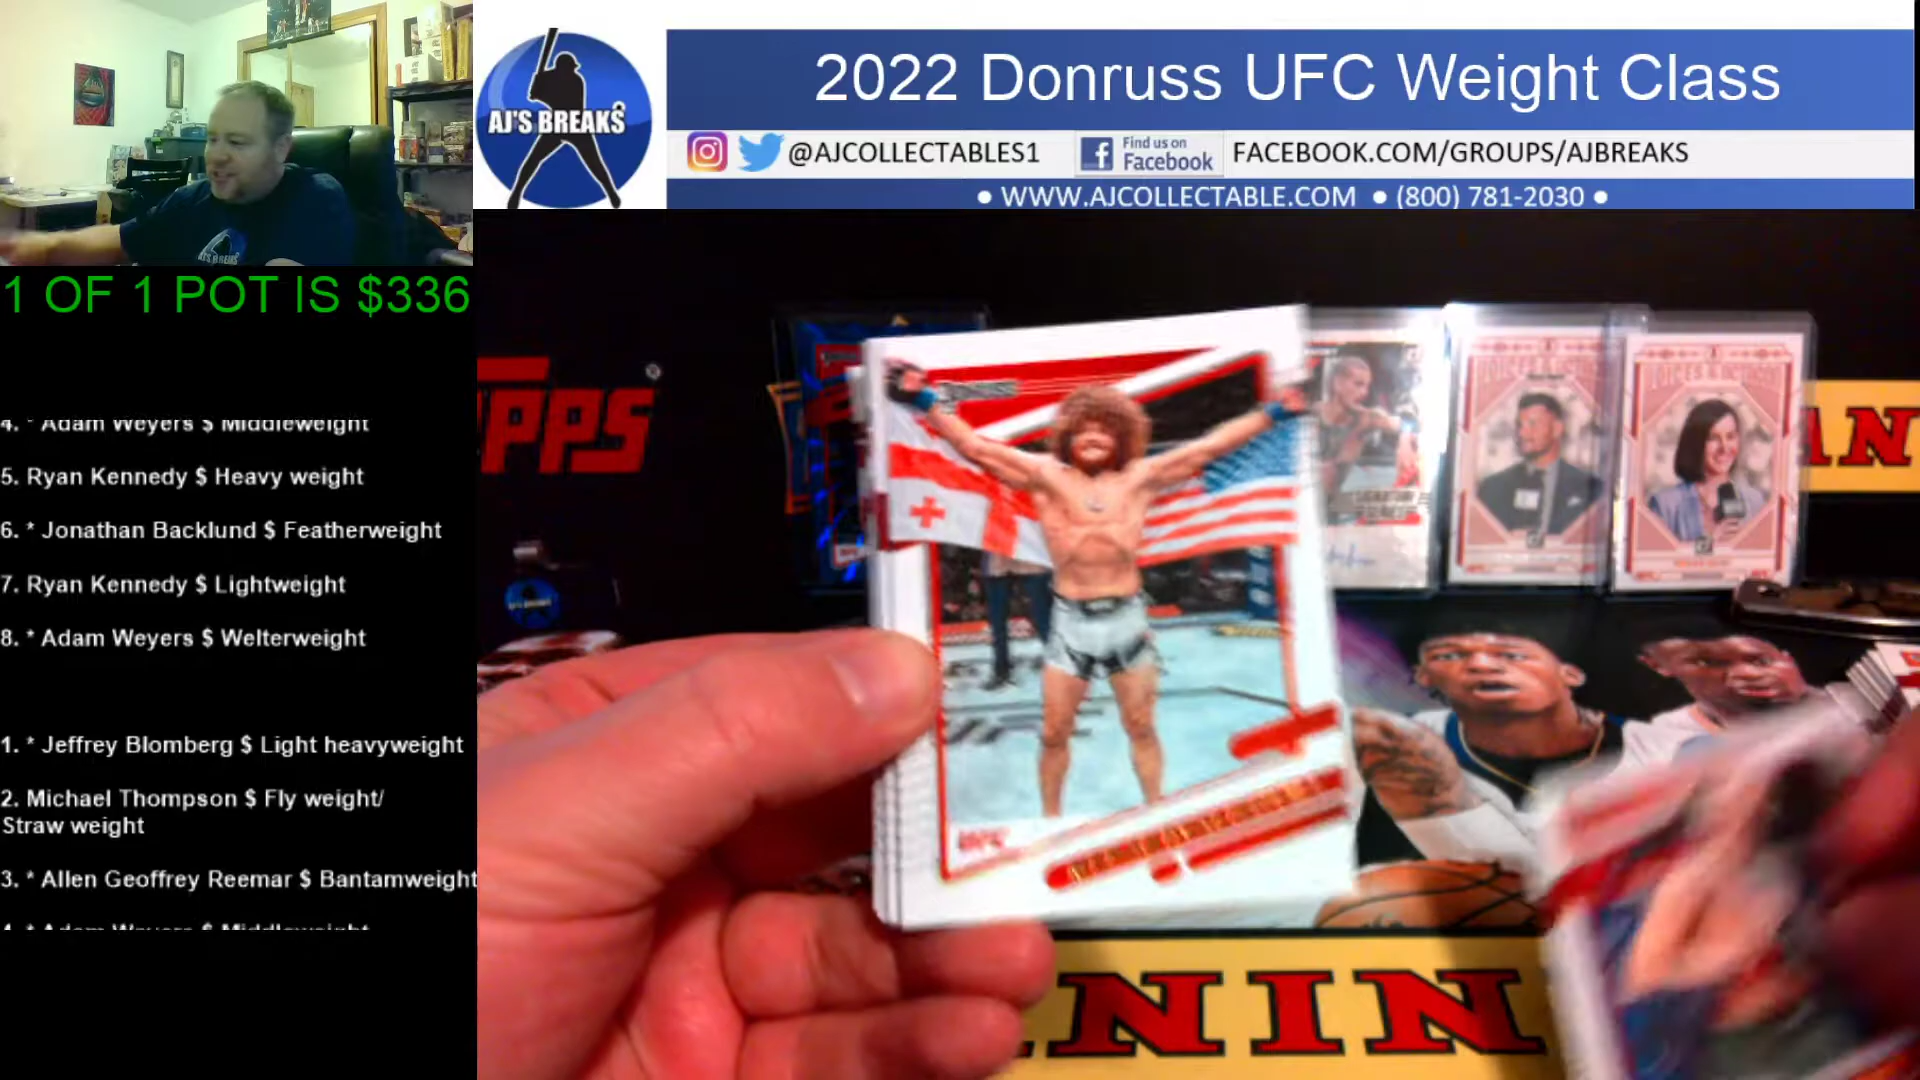 2022 Donruss UFC Weight Class
AJ'S BREAKS
@AJCOLLECTABLES1
Find us on
Facebook
FACEBOOK.COM/GROUPS/AJBREAKS
• WWW.AJCOLLECTABLE.COM • (800) 781-2030 •
1 OF 1 POT IS $336
4. * Adam Weyers $ Middleweight
5. Ryan Kennedy $ Heavy weight
6. * Jonathan Backlund $ Featherweight
7. Ryan Kennedy $ Lightweight
8. * Adam Weyers $ Welterweight
1. * Jeffrey Blomberg $ Light heavyweight
2. Michael Thompson $ Fly weight/
Straw weight
3. * Allen Geoffrey Reemar $ Bantamweight
4. * Adam Weyers $ Middleweight